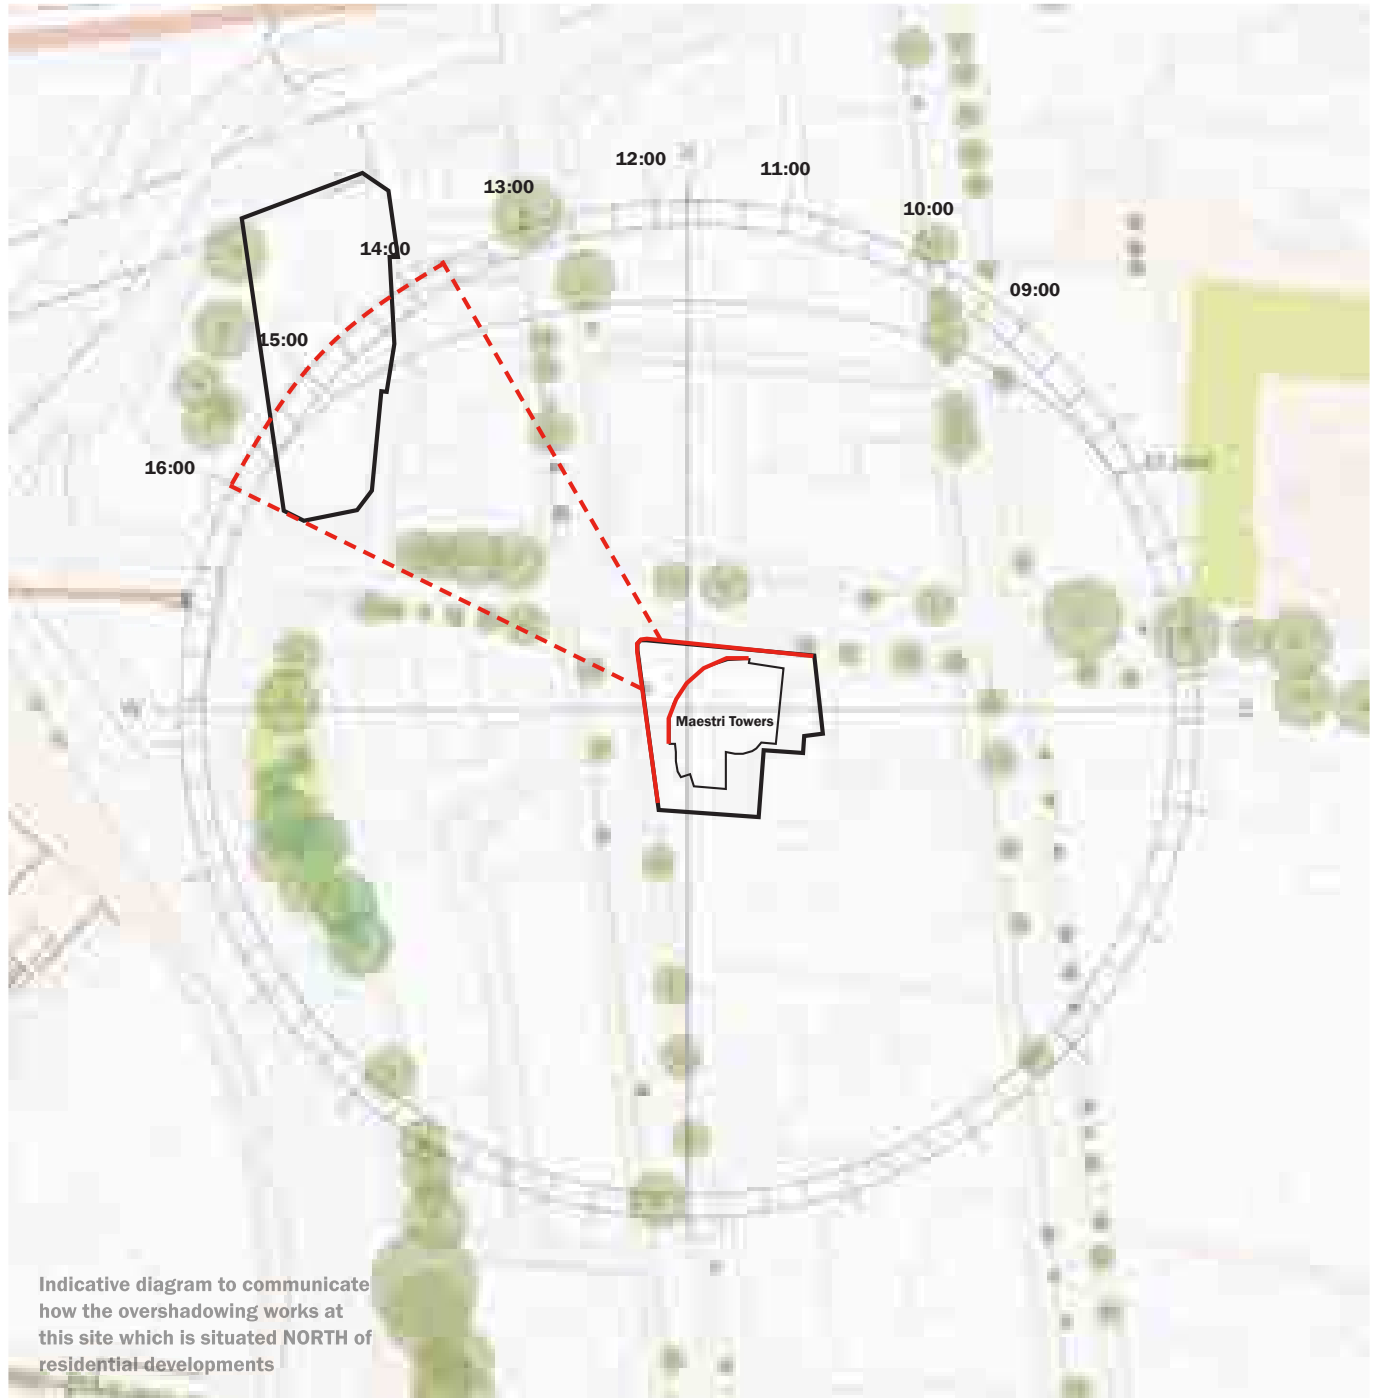 12:00
11:00
13:00
10:00
14:00
09:00
15:00
16:00
W
Maestri Towers
Indicative diagram to communicate
how the overshadowing works at
this site which is situated NORTH of
residential developments